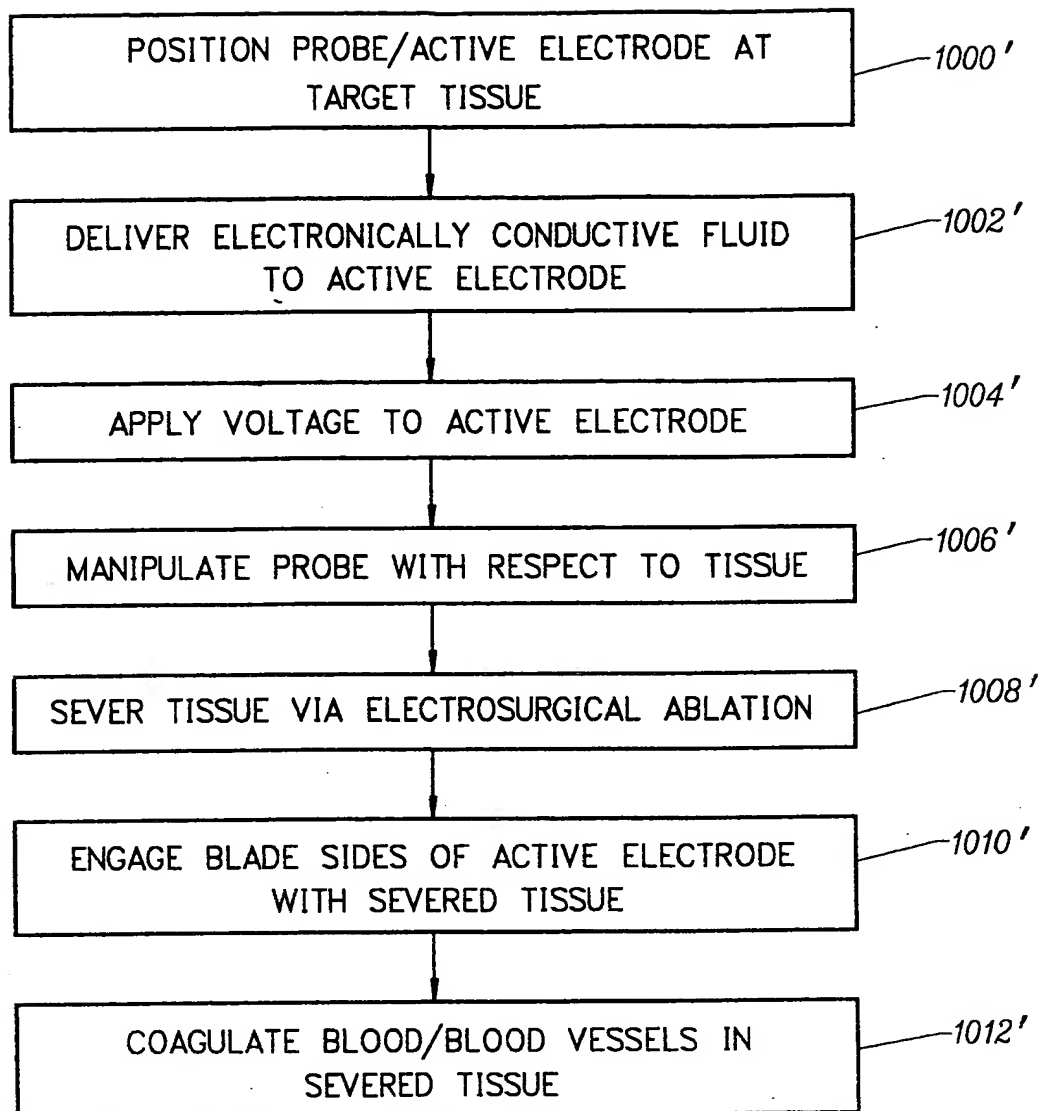 POSITION PROBE/ACTIVE ELECTRODE AT
TARGET TISSUE
1000'
DELIVER ELECTRONICALLY CONDUCTIVE FLUID
TO ACTIVE ELECTRODE
1002'
APPLY VOLTAGE TO ACTIVE ELECTRODE
1004'
MANIPULATE PROBE WITH RESPECT TO TISSUE
1006'
SEVER TISSUE VIA ELECTROSURGICAL ABLATION
1008'
ENGAGE BLADE SIDES OF ACTIVE ELECTRODE
WITH SEVERED TISSUE
1010'
COAGULATE BLOOD/BLOOD VESSELS IN
SEVERED TISSUE
1012'